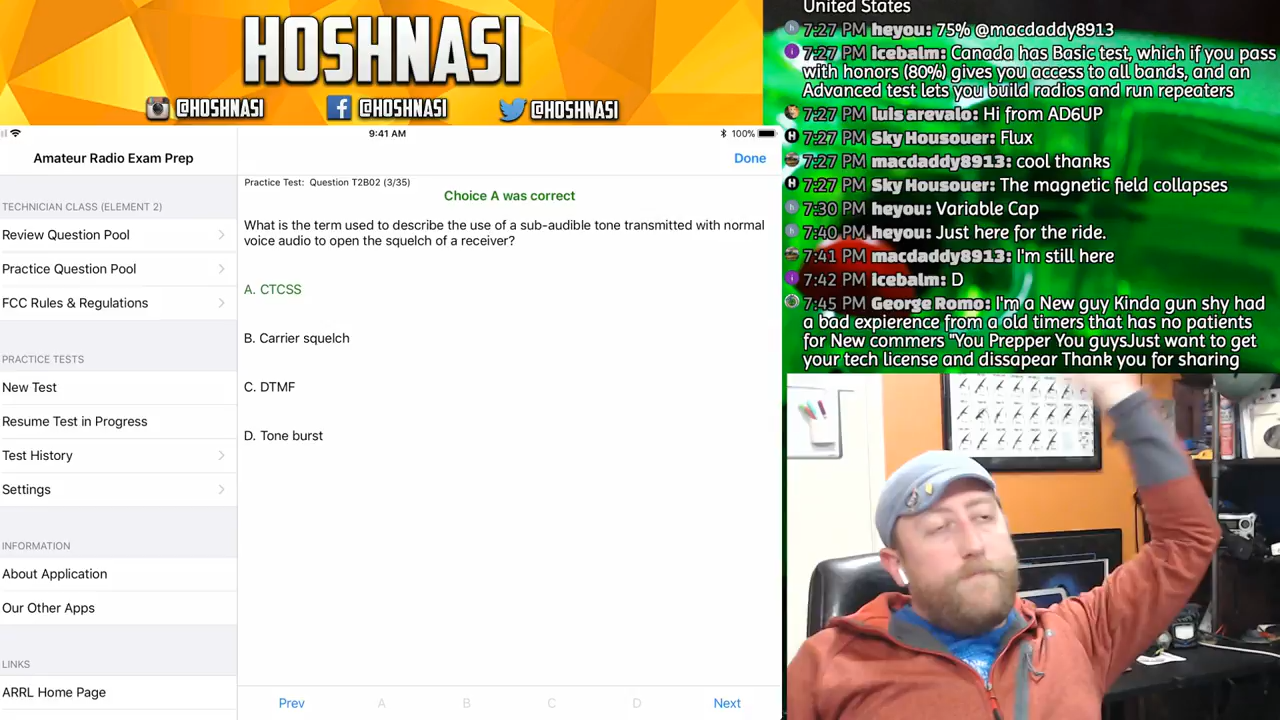 HOSHNASI
@HOSHNASI
@HOSHNASI
@HOSHNASI
9:41 AM
100%
Amateur Radio Exam Prep
Done
TECHNICIAN CLASS (ELEMENT 2)
Review Question Pool
Practice Question Pool
FCC Rules & Regulations
PRACTICE TESTS
New Test
Resume Test in Progress
Test History
Settings
INFORMATION
About Application
Our Other Apps
LINKS
ARRL Home Page
Practice Test: Question T2B02 (3/35)
Choice A was correct
What is the term used to describe the use of a sub-audible tone transmitted with normal
voice audio to open the squelch of a receiver?
A. CTCSS
B. Carrier squelch
C. DTMF
D. Tone burst
Prev
A
B
C
D
Next
United States
7:27 PM heyou: 75% @macdaddy8913
7:27 PM icebalm: Canada has Basic test, which if you pass
with honors (80%) gives you access to all bands, and an
Advanced test lets you build radios and run repeaters
7:27 PM luis arevalo: Hi from AD6UP
7:27 PM Sky Housouer: Flux
7:27 PM macdaddy8913: cool thanks
7:27 PM Sky Housouer: The magnetic field collapses
7:30 PM heyou: Variable Cap
7:40 PM heyou: Just here for the ride.
7:41 PM macdaddy8913: I'm still here
7:42 PM icebalm: D
7:45 PM George Romo: I'm a New guy Kinda gun shy had
a bad expierence from a old timers that has no patients
for New commers "You Prepper You guysJust want to get
your tech license and dissapear Thank you for sharing